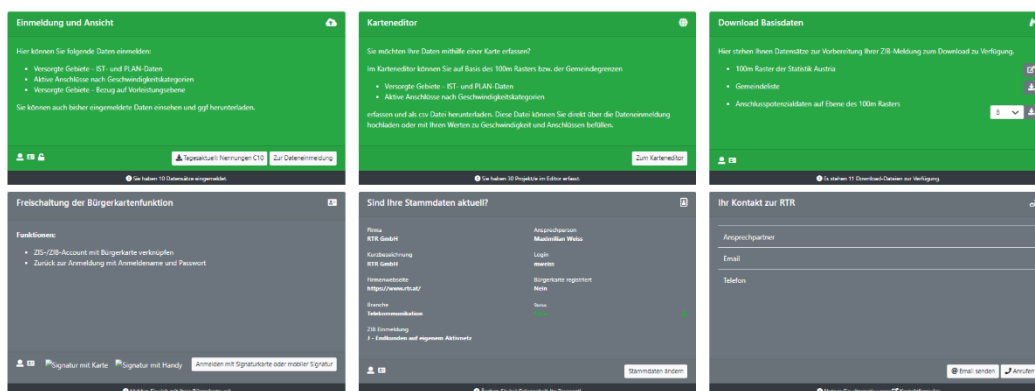 Einmeldung und Ansicht
Hier können Sie folgende Daten einmelden:
Versorgte Gebiete - IST- und PLAN-Daten
Aktive Anschlüsse nach Geschwindigkeitskategorien
Versorgte Gebiete - Bezug auf Vorleistungsebene
Sie können auch bisher eingemeldete Daten einsehen und ggf herunterladen.
Tagesaktuell: Nennungen C10
Zur Dateneinmeldung
Sie haben 10 Datensätze eingemeldet.
Karteneditor
Sie möchten Ihre Daten mithilfe einer Karte erfassen?
Im Karteneditor können Sie auf Basis des 100m Rasters bzw. der Gemeindegrenzen
Versorgte Gebiete - IST- und PLAN-Daten
Aktive Anschlüsse nach Geschwindigkeitskategorien
erfassen und als csv Datei herunterladen. Diese Datei können Sie direkt über die Dateneinmeldung
hochladen oder mit Ihren Werten zu Geschwindigkeit und Anschlüssen befüllen.
Zum Karteneditor
Sie haben 30 Projekt/e im Editor erfasst.
Download Basisdaten
Hier stehen Ihnen Datensätze zur Vorbereitung Ihrer ZIB-Meldung zum Download zu Verfügung.
100m Raster der Statistik Austria
Gemeindeliste
Anschlusspotenzialdaten auf Ebene des 100m Rasters
Es stehen 11 Download-Dateien zur Verfügung.
Freischaltung der Bürgerkartenfunktion
Funktionen:
ZIS-/ZIB-Account mit Bürgerkarte verknüpfen
Zurück zur Anmeldung mit Anmeldename und Passwort
Signatur mit Karte
Signatur mit Handy
Anmelden mit Signaturkarte oder mobiler Signatur
Sind Ihre Stammdaten aktuell?
Firma
RTR GmbH
Ansprechperson
Maximilian Weiss
Kurzbezeichnung
RTR GmbH
Login
Firmenwebseite
https://www.rtr.at/
Bürgerkarte registriert
Nein
Branche
Telekommunikation
ZIB Einmeldung
J - Endkunden auf eigenem Aktivnetz
Stammdaten ändern
Ihr Kontakt zur RTR
Ansprechpartner
Email
Telefon
Email senden
Anrufen